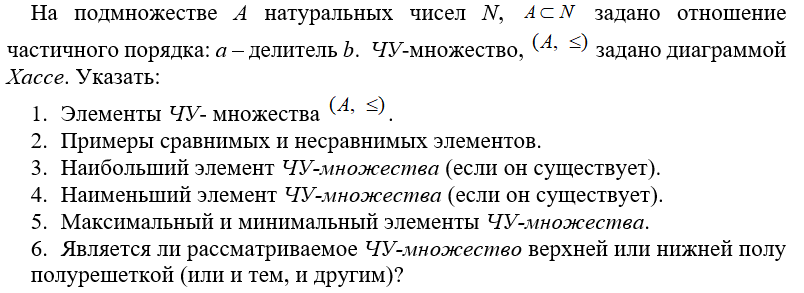 На подмножестве A натуральных чисел N, A ⊂ N задано отношение
частичного порядка: a – делитель b. ЧУ-множество, (A, ≤) задано диаграммой
Хассе. Указать:
1. Элементы ЧУ- множества (A, ≤).
2. Примеры сравнимых и несравнимых элементов.
3. Наибольший элемент ЧУ-множества (если он существует).
4. Наименьший элемент ЧУ-множества (если он существует).
5. Максимальный и минимальный элементы ЧУ-множества.
6. Является ли рассматриваемое ЧУ-множество верхней или нижней полу
полурешеткой (или и тем, и другим)?